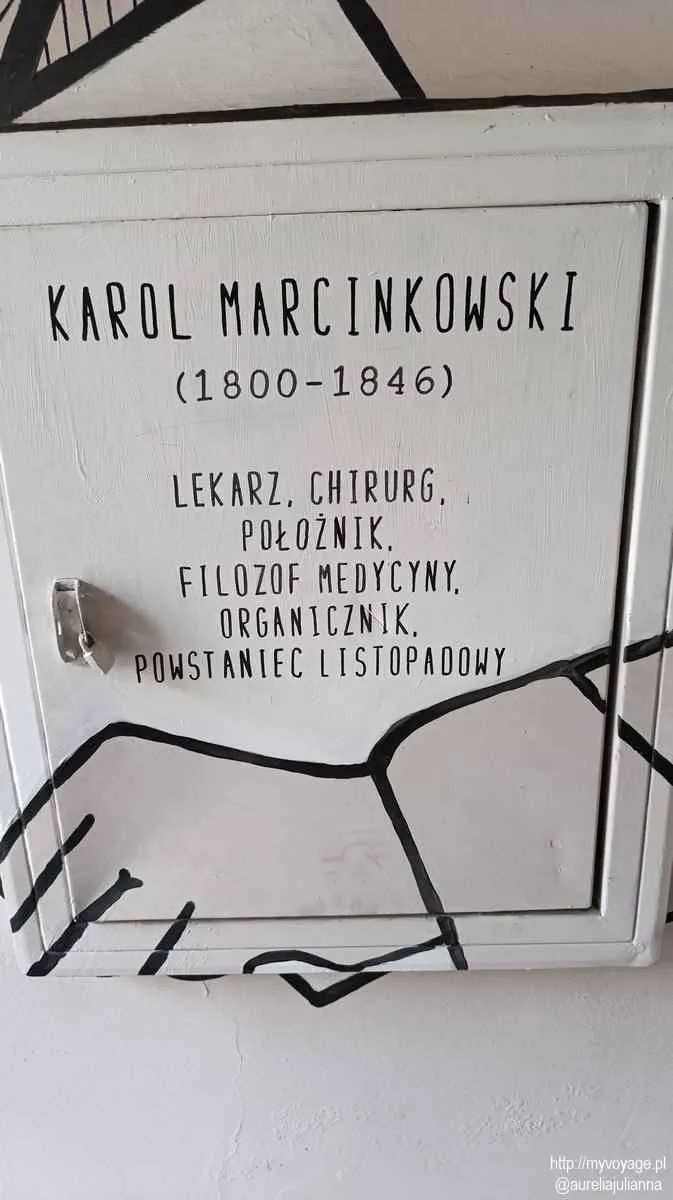 KAROL MARCINKOWSKI
(1800-1846)
LEKARZ, CHIRURG,
POŁOŻNIK,
FILOZOF MEDYCYNY,
ORGANICZNIK,
POWSTANIEC LISTOPADOWY
http://myvoyage.pl
@aureliajulianna